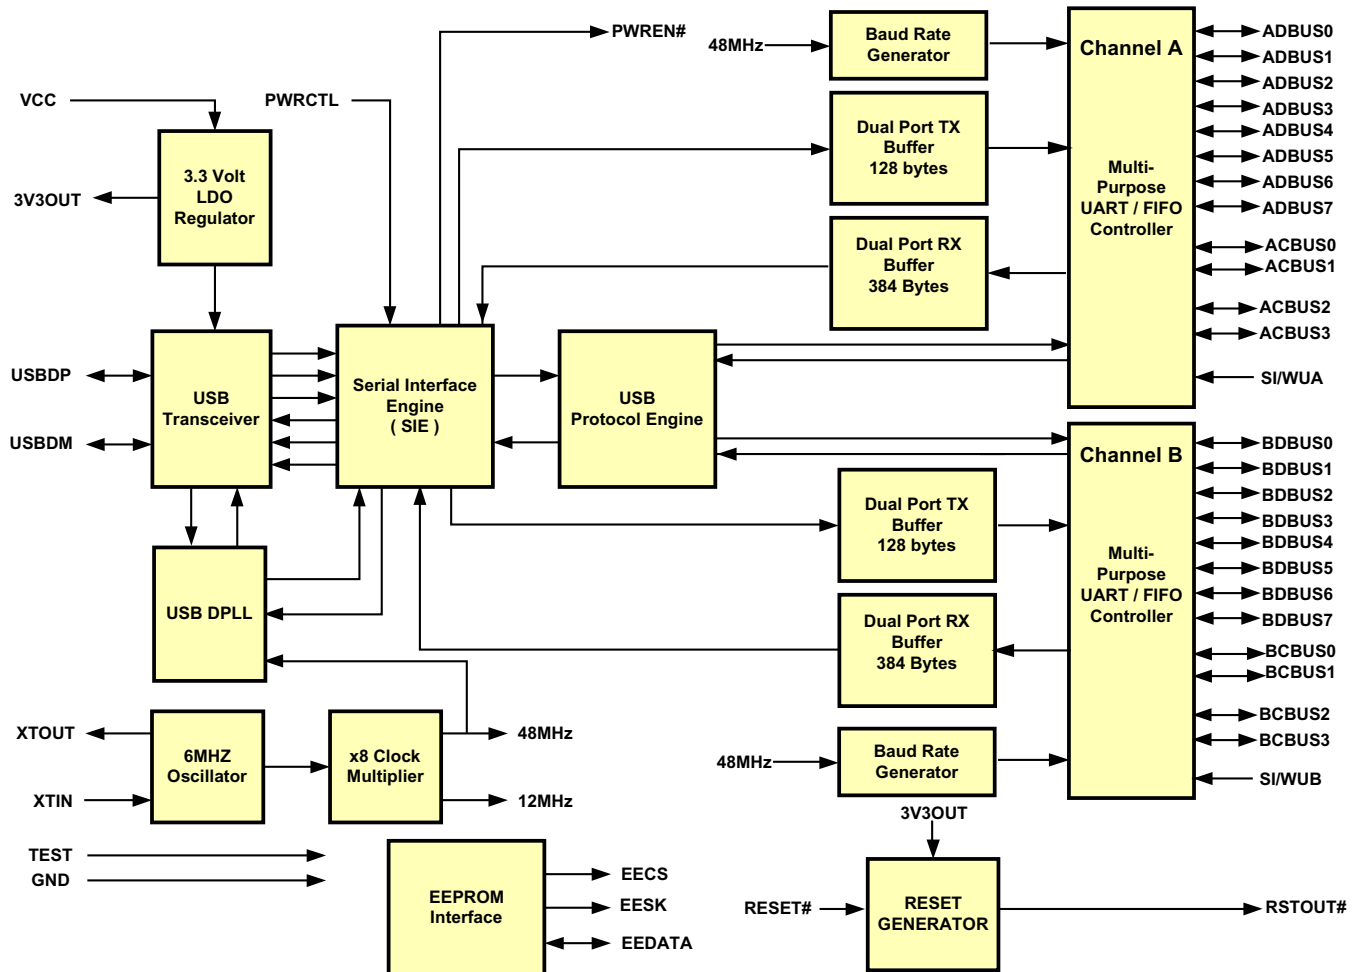 PWREN#
48MHz
Baud Rate
Generator
Channel A
Multi-
Purpose
UART / FIFO
Controller
ADBUS0
ADBUS1
ADBUS2
ADBUS3
ADBUS4
ADBUS5
ADBUS6
ADBUS7
ACBUS0
ACBUS1
ACBUS2
ACBUS3
SI/WUA
VCC
PWRCTL
3.3 Volt
LDO
Regulator
3V3OUT
Dual Port TX
Buffer
128 bytes
Dual Port RX
Buffer
384 Bytes
USBDP
USBDM
USB
Transceiver
Serial Interface
Engine
( SIE )
USB
Protocol Engine
Channel B
Multi-
Purpose
UART / FIFO
Controller
BDBUS0
BDBUS1
BDBUS2
BDBUS3
BDBUS4
BDBUS5
BDBUS6
BDBUS7
BCBUS0
BCBUS1
BCBUS2
BCBUS3
SI/WUB
Dual Port TX
Buffer
128 bytes
USB DPLL
Dual Port RX
Buffer
384 Bytes
XTOUT
XTIN
6MHZ
Oscillator
x8 Clock
Multiplier
48MHz
12MHz
48MHz
Baud Rate
Generator
3V3OUT
TEST
GND
EEPROM
Interface
EECS
EESK
EEDATA
RESET#
RESET
GENERATOR
RSTOUT#